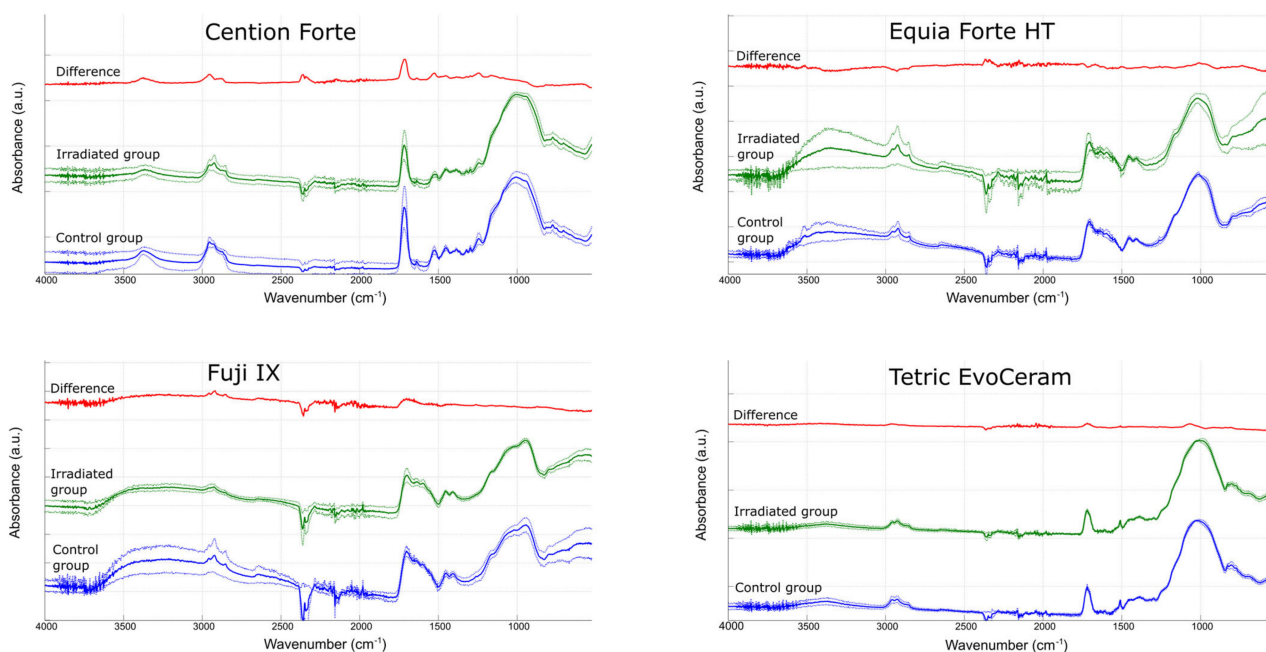 Cention Forte
Absorbance (a.u.)
Difference
Irradiated group
Control group
4000 3500 3000 2500 2000 1500 1000
Wavenumber (cm⁻¹)
Equia Forte HT
Absorbance (a.u.)
Difference
Irradiated
group
Control
group
4000 3500 3000 2500 2000 1500 1000
Wavenumber (cm⁻¹)
Fuji IX
Absorbance (a.u.)
Difference
Irradiated
group
Control
group
4000 3500 3000 2500 2000 1500 1000
Wavenumber (cm⁻¹)
Tetric EvoCeram
Absorbance (a.u.)
Difference
Irradiated group
Control group
4000 3500 3000 2500 2000 1500 1000
Wavenumber (cm⁻¹)